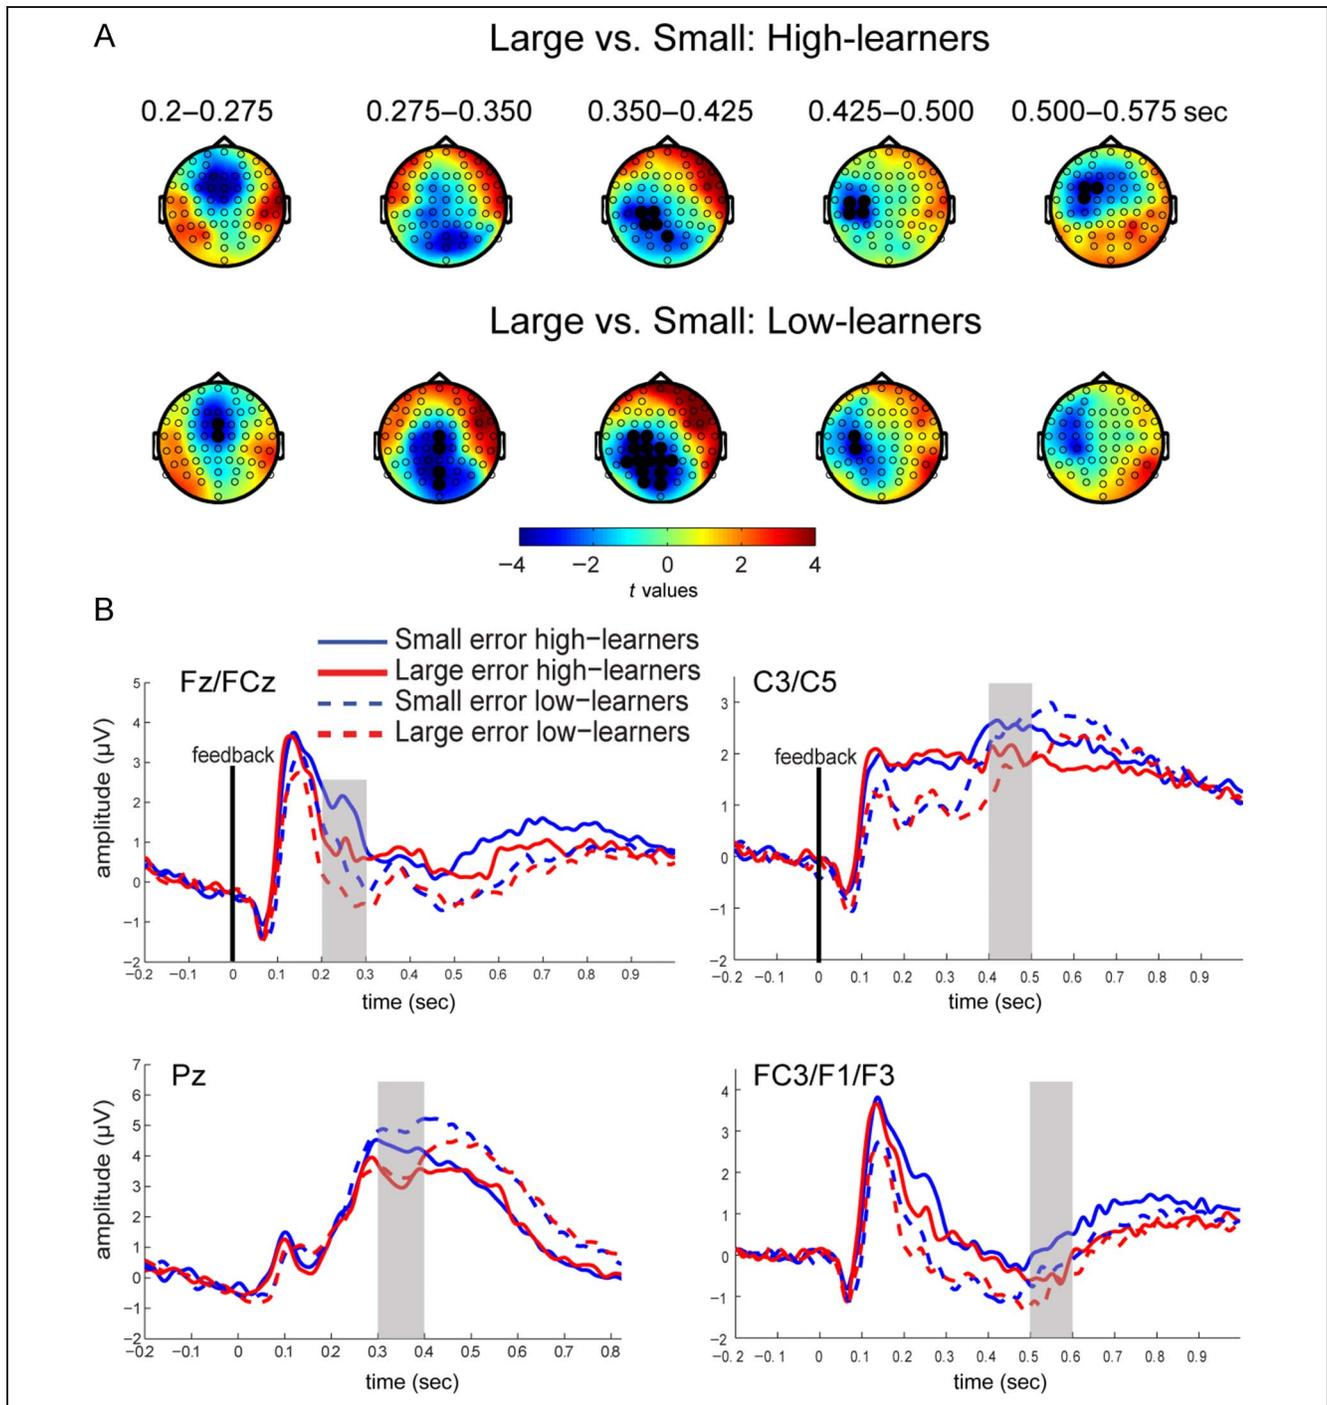 A
Large vs. Small: High-learners
0.2–0.275 0.275–0.350 0.350–0.425 0.425–0.500 0.500–0.575 sec
Large vs. Small: Low-learners
−4 −2 0 2 4
t values
B
Small error high−learners
Large error high−learners
Small error low−learners
Large error low−learners
Fz/FCz
feedback
amplitude (µV)
5
4
3
2
1
0
−1
−2
−0.2 −0.1 0 0.1 0.2 0.3 0.4 0.5 0.6 0.7 0.8 0.9
time (sec)
C3/C5
feedback
3
2
1
0
−1
−2
−0. 2 −0. 1 0 0.1 0.2 0.3 0.4 0.5 0.6 0.7 0.8 0.9
time (sec)
Pz
amplitude (µV)
7
6
5
4
3
2
1
0
−1
−2
−0.2 −0.1 0 0.1 0.2 0.3 0.4 0.5 0.6 0.7 0.8
time (sec)
FC3/F1/F3
4
3
2
1
0
−1
−2
−0. 2 −0. 1 0 0.1 0.2 0.3 0.4 0.5 0.6 0.7 0.8 0.9
time (sec)